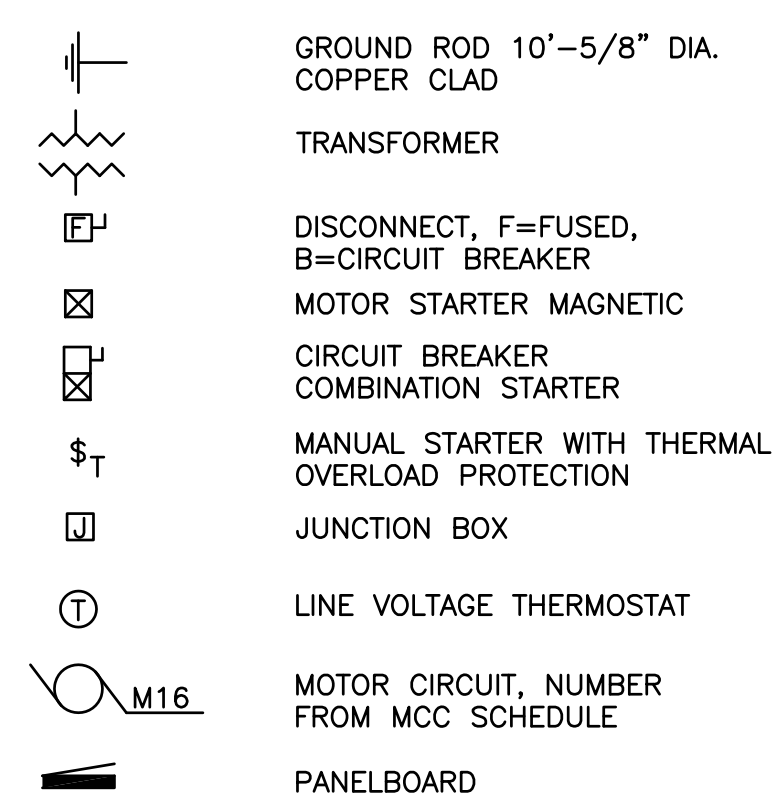 GROUND ROD 10'-5/8" DIA.
COPPER CLAD
TRANSFORMER
F
DISCONNECT, F=FUSED,
B=CIRCUIT BREAKER
MOTOR STARTER MAGNETIC
CIRCUIT BREAKER
COMBINATION STARTER
$T
MANUAL STARTER WITH THERMAL
OVERLOAD PROTECTION
J
JUNCTION BOX
T
LINE VOLTAGE THERMOSTAT
M16
MOTOR CIRCUIT, NUMBER
FROM MCC SCHEDULE
PANELBOARD